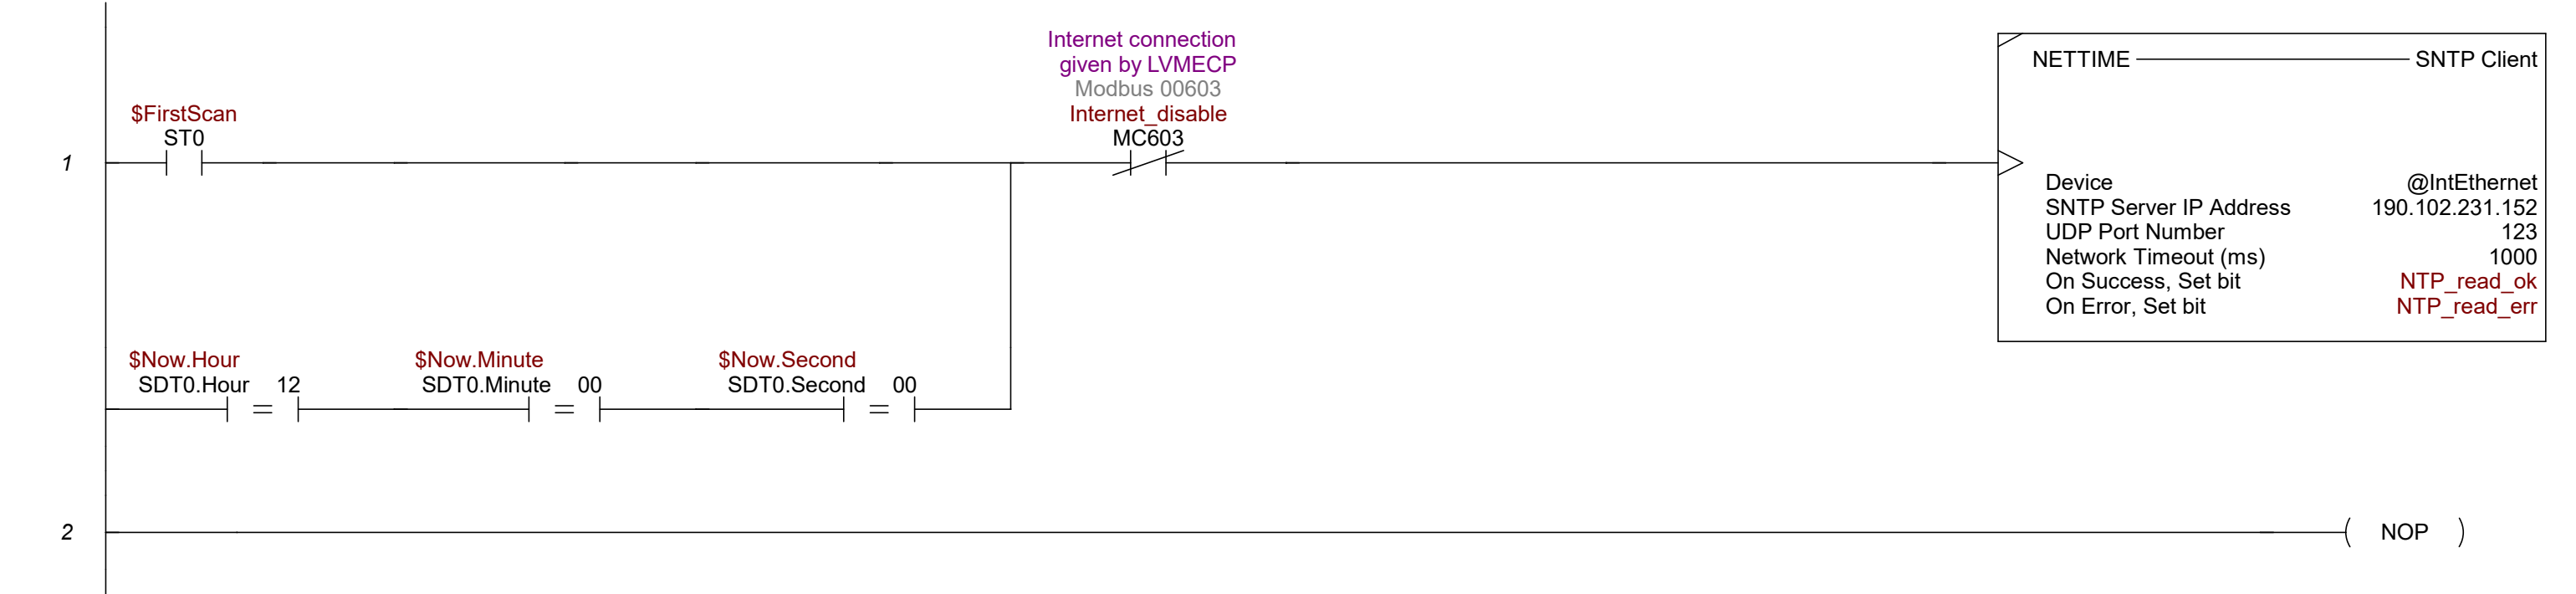 Internet connection
given by LVMECP
Modbus 00603
Internet_disable
MC603
$FirstScan
ST0
1
NETTIME SNTP Client
Device @IntEthernet
SNTP Server IP Address 190.102.231.152
UDP Port Number 123
Network Timeout (ms) 1000
On Success, Set bit NTP_read_ok
On Error, Set bit NTP_read_err
$Now.Hour $Now.Minute $Now.Second
SDT0.Hour 12 SDT0.Minute 00 SDT0.Second 00
= = =
2
( NOP )